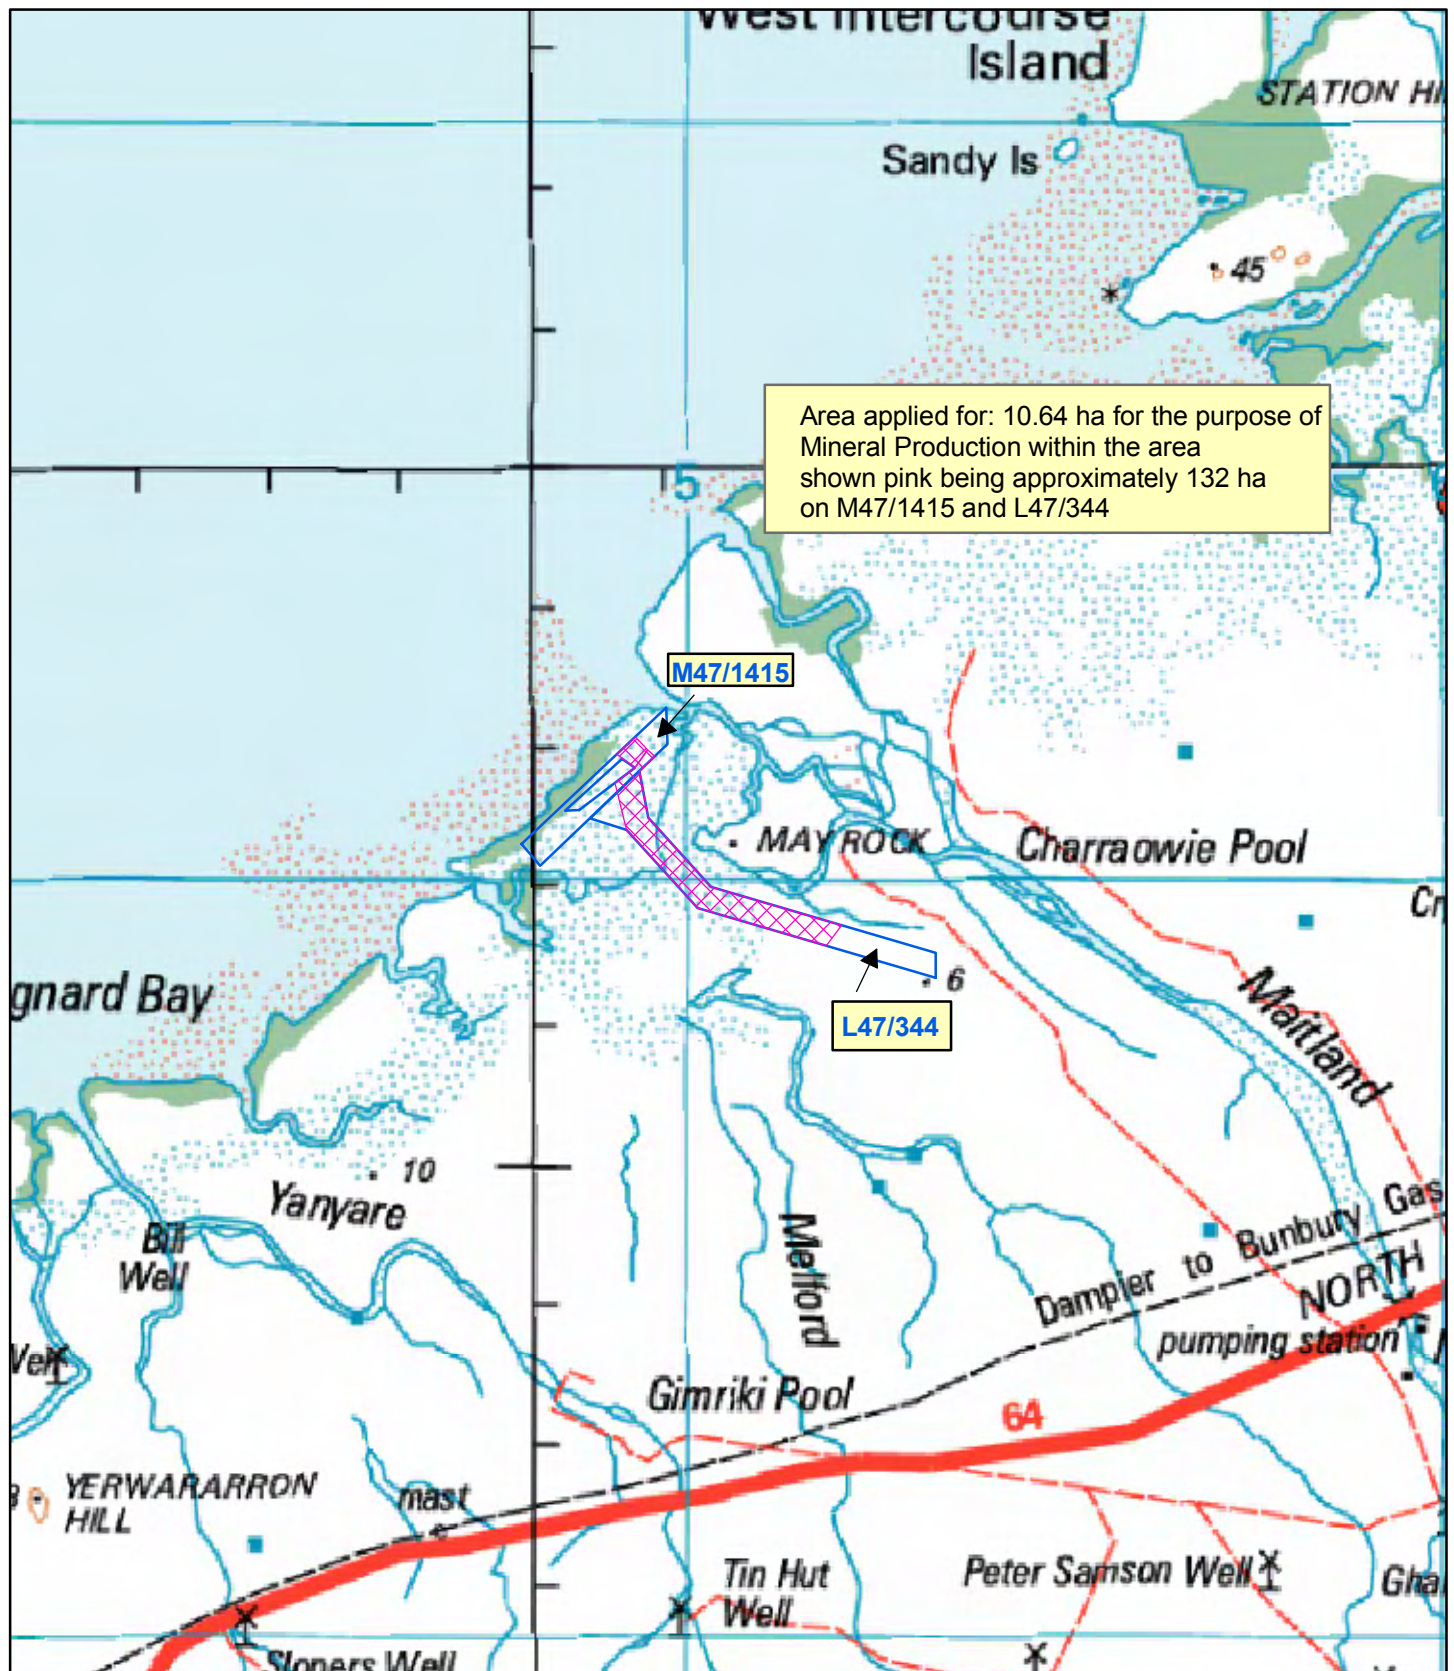 West Intercourse
Island
STATION
Sandy Is
45
Area applied for: 10.64 ha for the purpose of
Mineral Production within the area
shown pink being approximately 132 ha
on M47/1415 and L47/344
5
M47/1415
MAY ROCK
Charraowie Pool
6
gnard Bay
L47/344
Maitland
10
Yanyare
Bill
Well
Melford
Dampier to Bunbury Gas
NORTH
pumping station
Gimriki Pool
64
YERWARARRON
HILL
mast
Tin Hut
Well
Peter Samson Well
Slopers Well